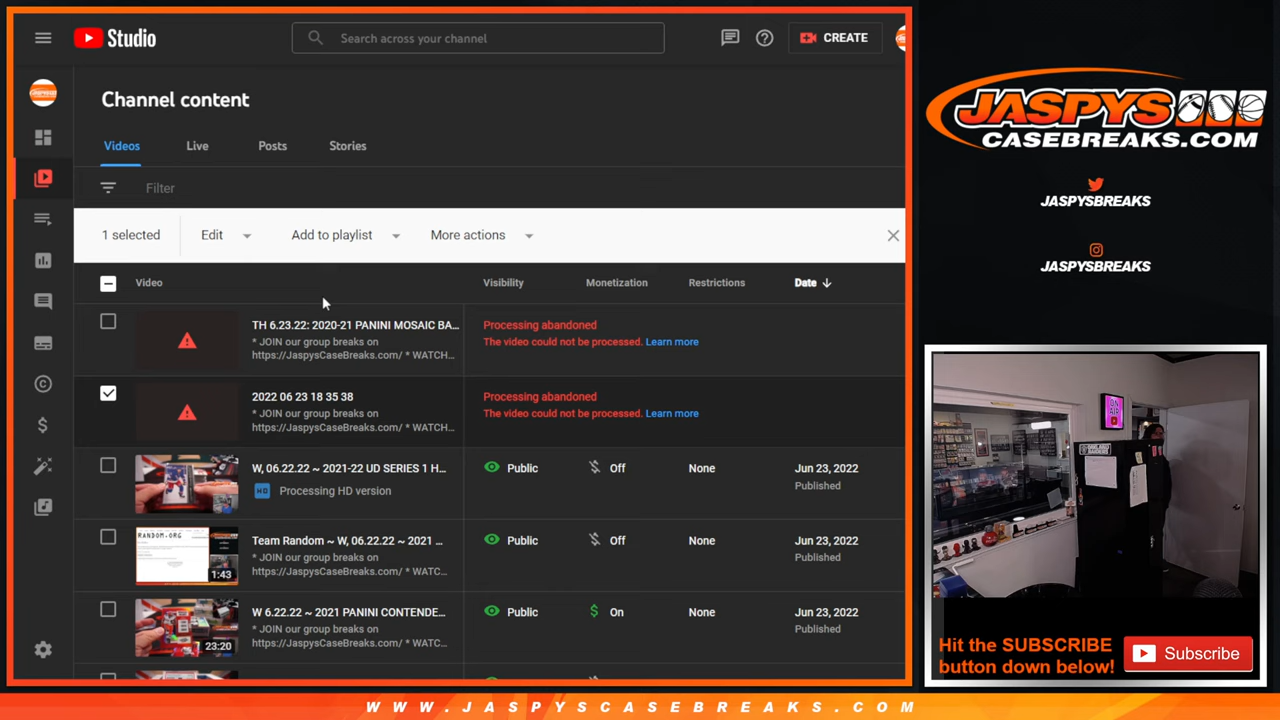 Studio
Search across your channel
CREATE
Channel content
Videos
Live
Posts
Stories
Filter
1 selected
Edit
Add to playlist
More actions
Video
Visibility
Monetization
Restrictions
Date
TH 6.23.22: 2020-21 PANINI MOSAIC BA...
* JOIN our group breaks on
https://JaspysCaseBreaks.com/ * WATCH...
Processing abandoned
The video could not be processed. Learn more
2022 06 23 18 35 38
* JOIN our group breaks on
https://JaspysCaseBreaks.com/ * WATCH...
Processing abandoned
The video could not be processed. Learn more
W, 06.22.22 ~ 2021-22 UD SERIES 1 H...
HD
Processing HD version
Public
Off
None
Jun 23, 2022
Published
RANDOM.ORG
1:43
Team Random ~ W, 06.22.22 ~ 2021 ...
* JOIN our group breaks on
https://JaspysCaseBreaks.com/ * WATC...
Public
Off
None
Jun 23, 2022
Published
23:20
W 6.22.22 ~ 2021 PANINI CONTENDE...
* JOIN our group breaks on
https://JaspysCaseBreaks.com/ * WATC...
Public
On
None
Jun 23, 2022
Published
JASPYS
CASEBREAKS.COM
JASPYSBREAKS
JASPYSBREAKS
ON
AIR
Hit the SUBSCRIBE
button down below!
Subscribe
WWW.JASPYSCASEBREAKS.COM